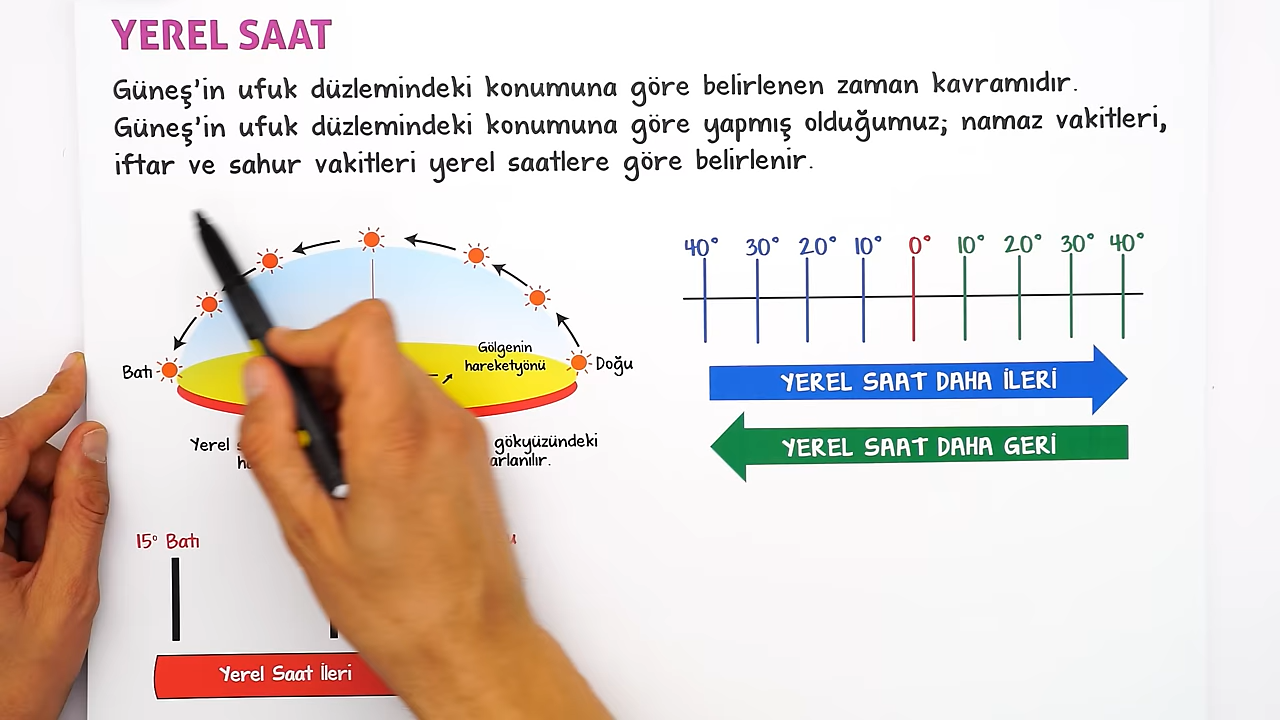 YEREL SAAT
Güneş'in ufuk düzlemindeki konumuna göre belirlenen zaman kavramıdır.
Güneş'in ufuk düzlemindeki konumuna göre yapmış olduğumuz; namaz vakitleri,
iftar ve sahur vakitleri yerel saatlere göre belirlenir.
Gölgenin
hareketyönü
Batı
Doğu
Yerel gökyüzündeki
40° 30° 20° 10° 0° 10° 20° 30° 40°
YEREL SAAT DAHA İLERİ
YEREL SAAT DAHA GERİ
15° Batı
Yerel Saat İleri